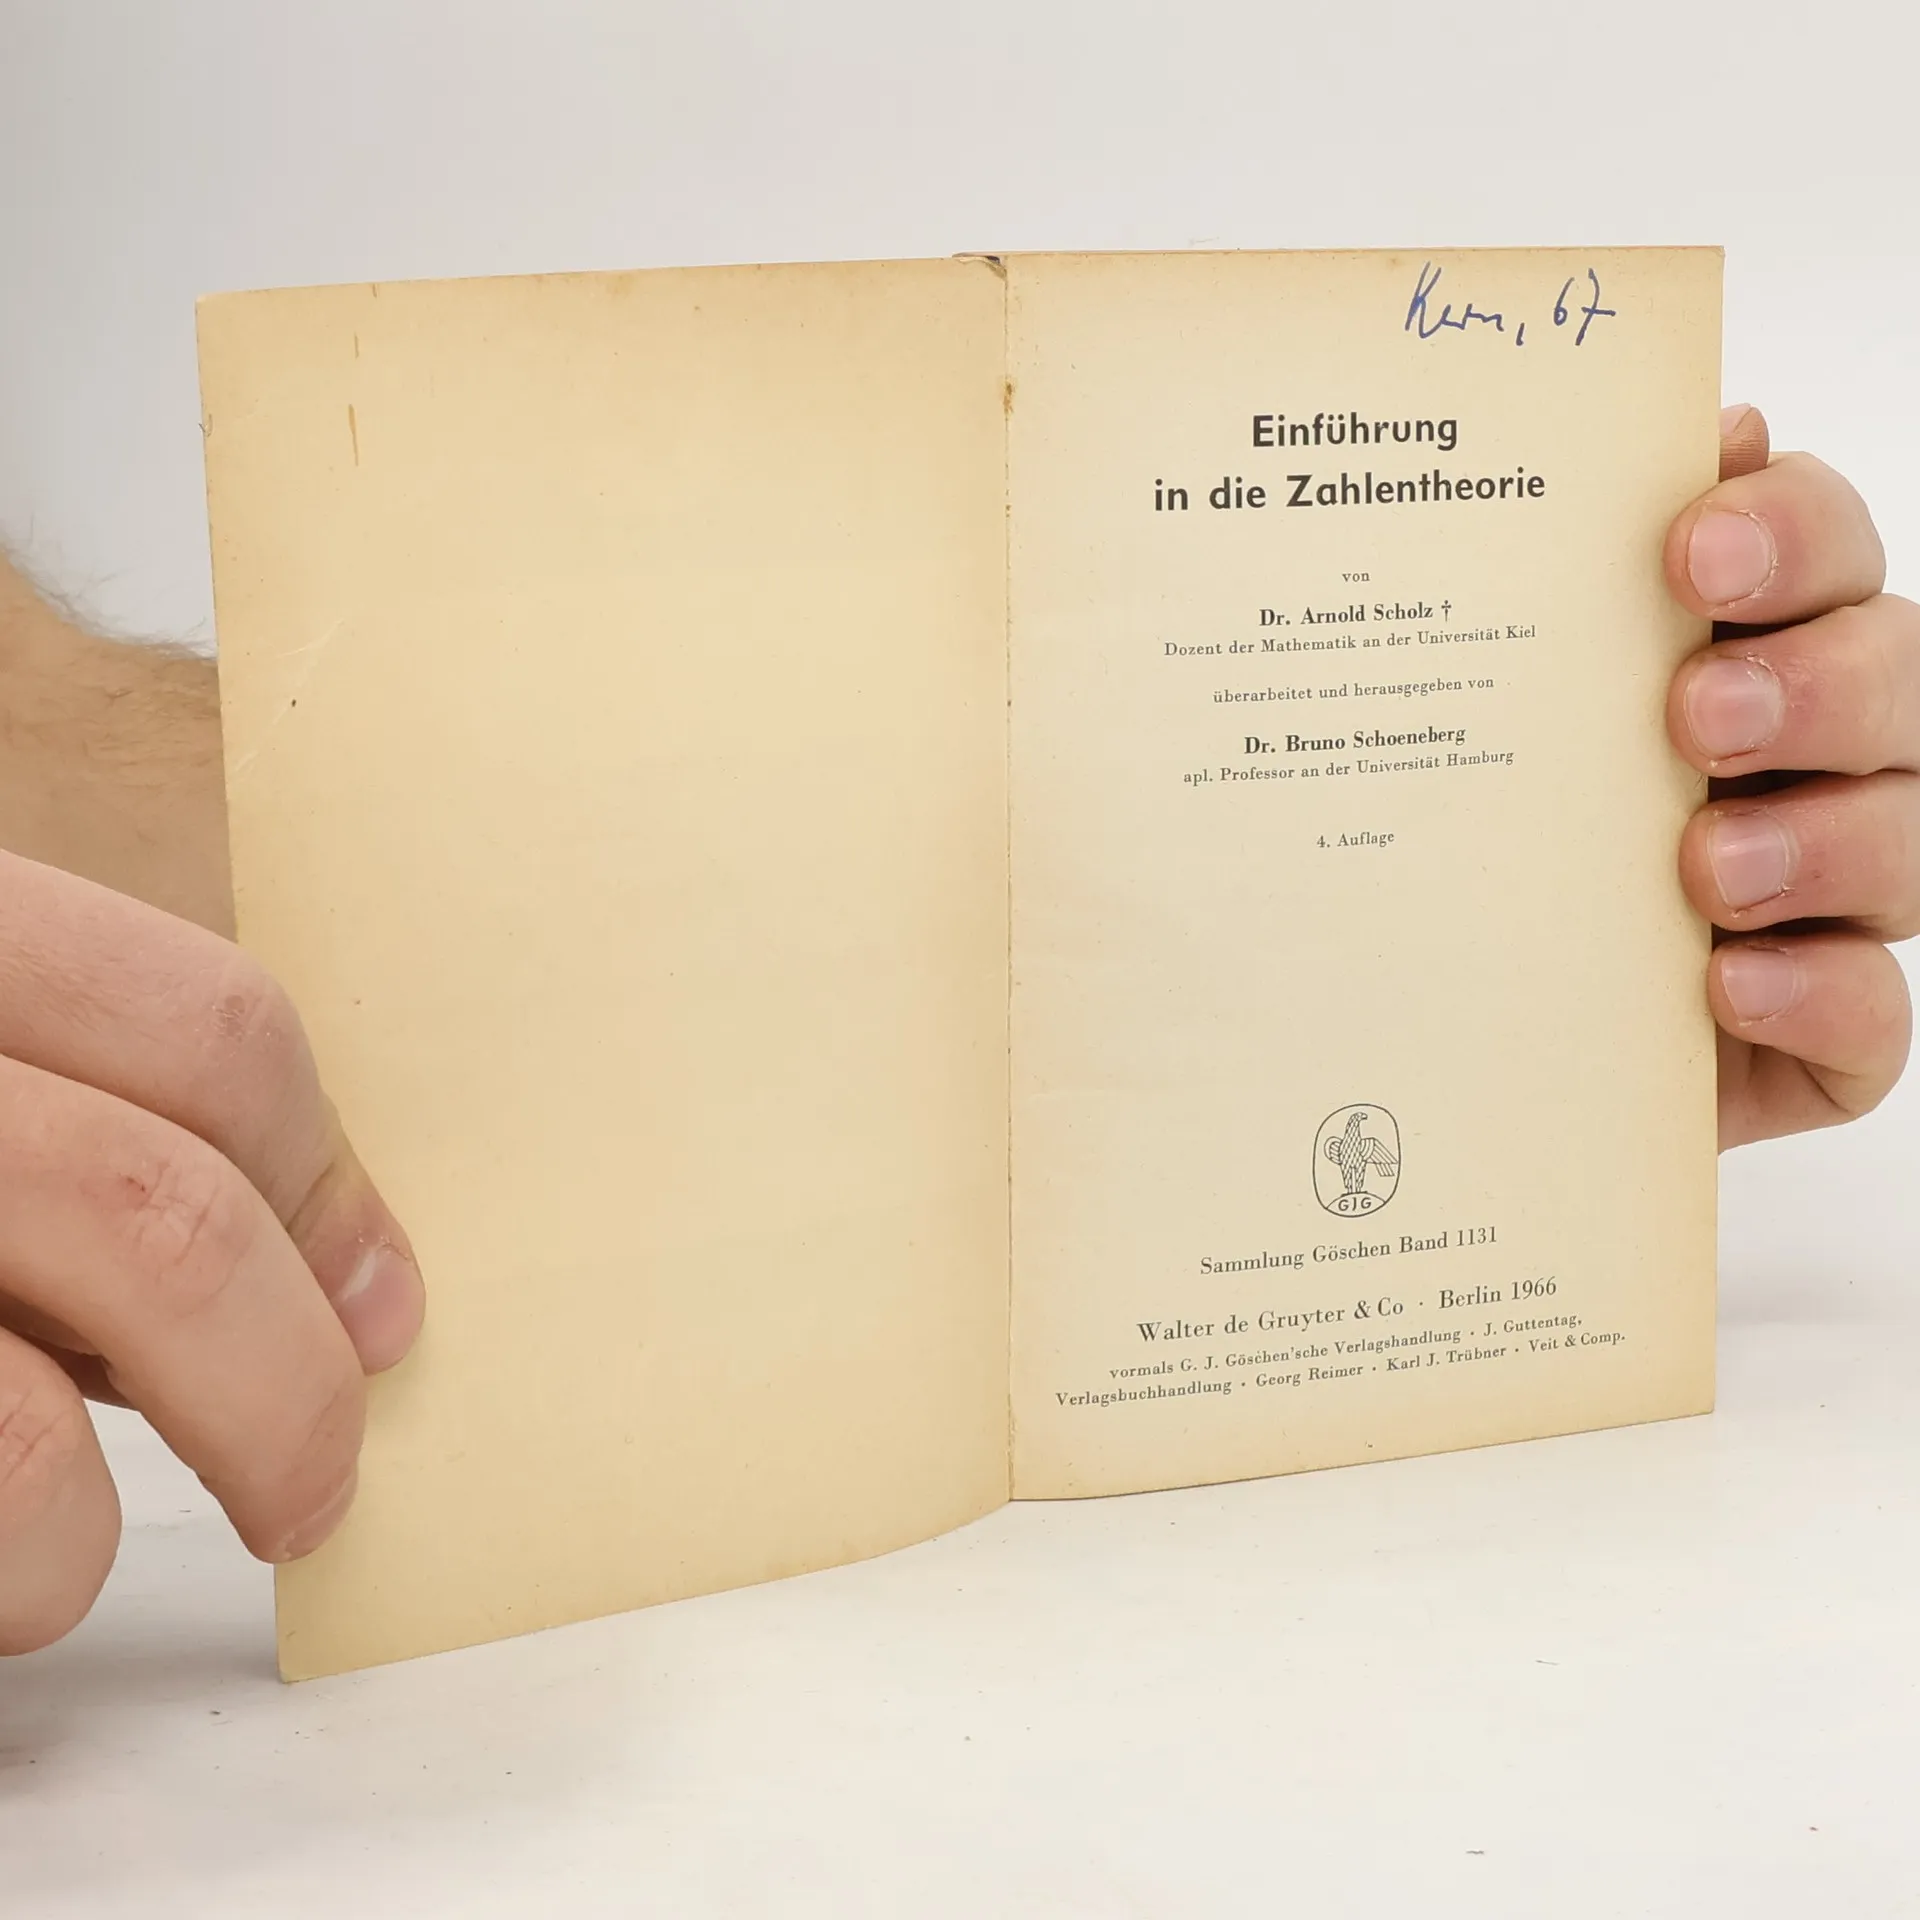 Kern, 67
Einführung
in die Zahlentheorie
von
Dr. Arnold Scholz †
Dozent der Mathematik an der Universität Kiel
überarbeitet und herausgegeben von
Dr. Bruno Schoeneberg
apl. Professor an der Universität Hamburg
4. Auflage
GJG
Sammlung Göschen Band 1131
Walter de Gruyter & Co · Berlin 1966
vormals G. J. Göschen'sche Verlagshandlung · J. Guttentag,
Verlagsbuchhandlung · Georg Reimer · Karl J. Trübner · Veit & Comp.